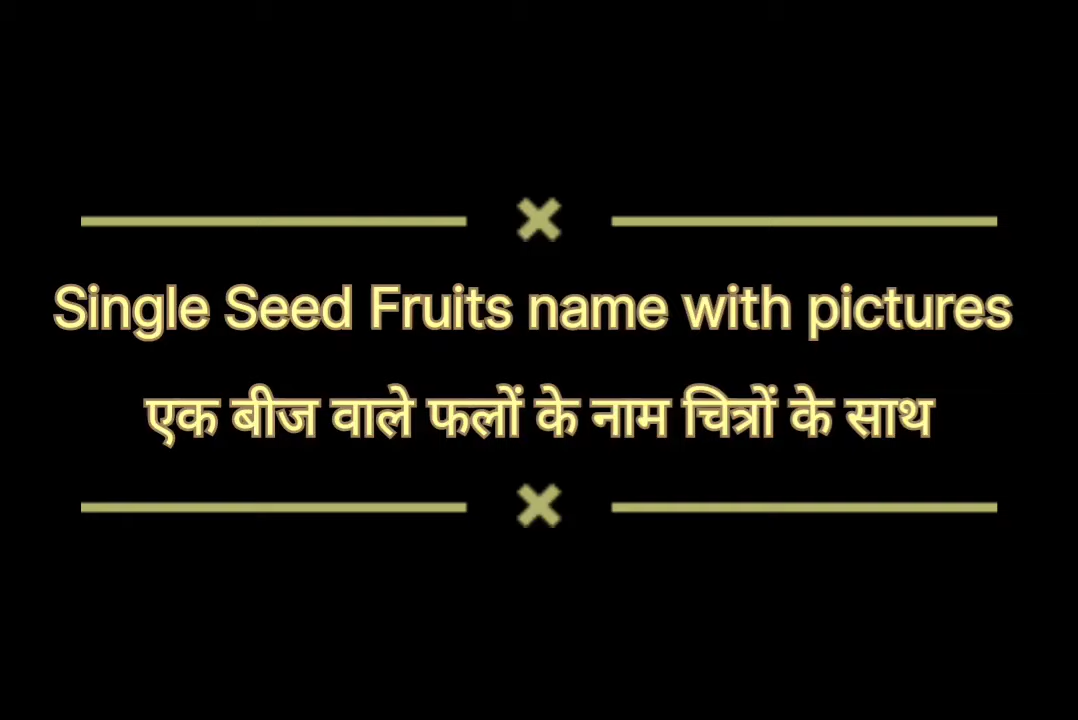 Single Seed Fruits name with pictures
एक बीज वाले फलों के नाम चित्रों के साथ